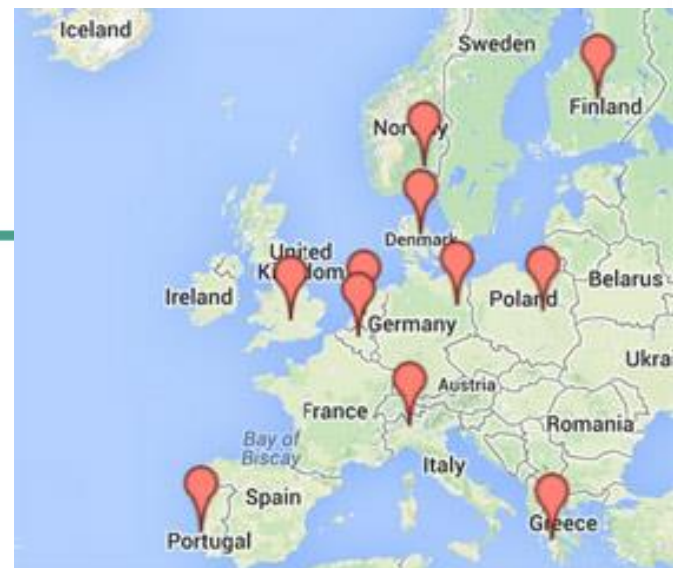 Iceland
Sweden
Finland
Norway
Denmark
United
Kingdom
Ireland
Belarus
Poland
Germany
Ukra
Austria
France
Romania
Bay of
Biscay
Italy
Spain
Greece
Portugal